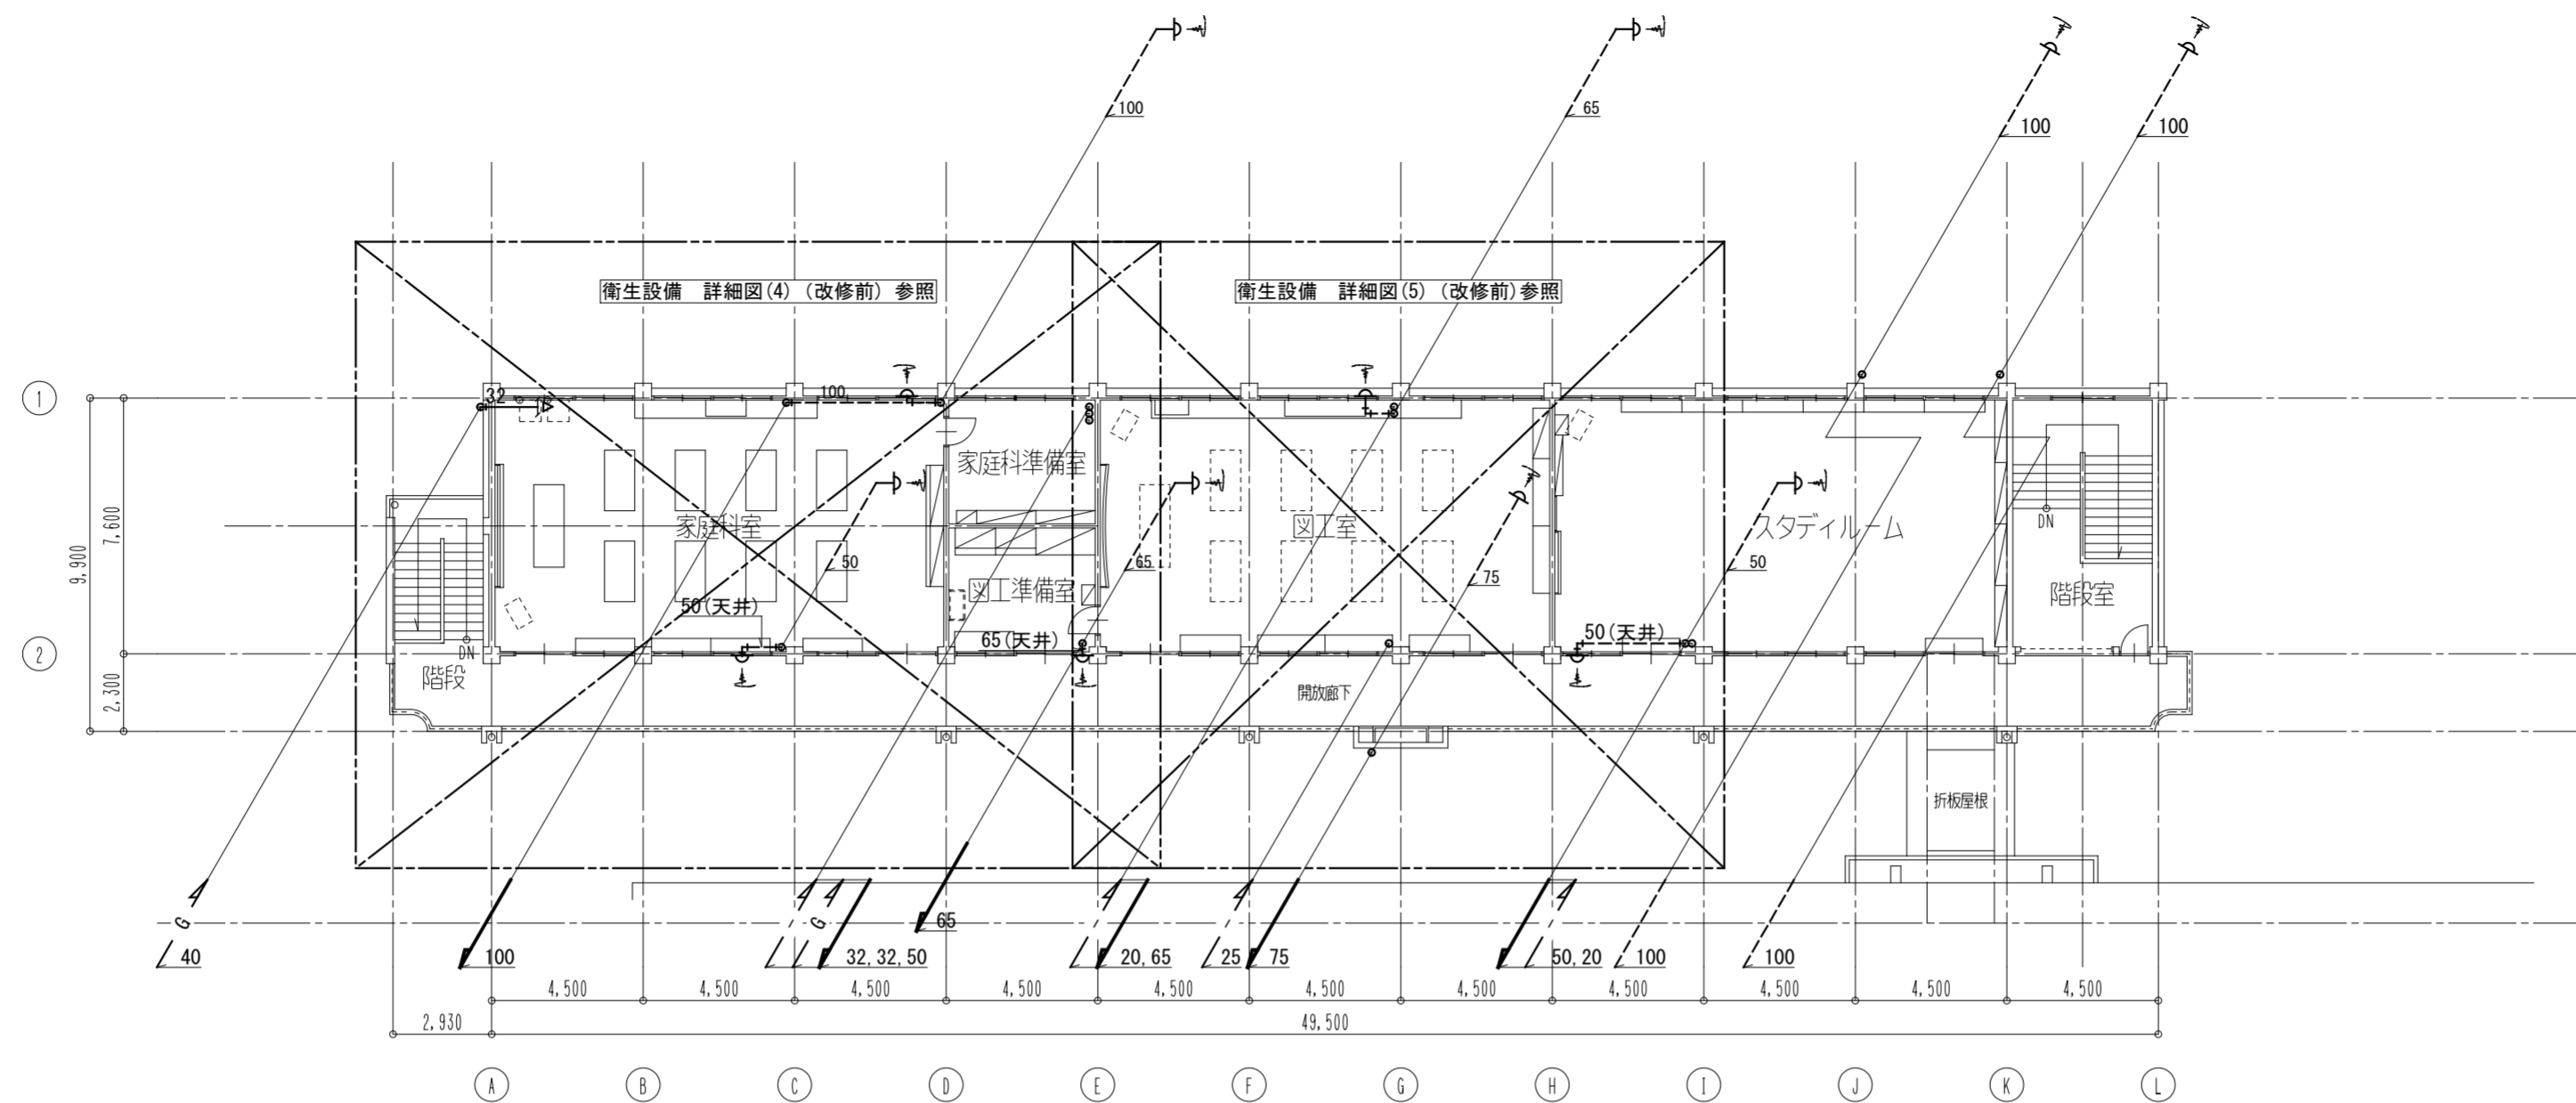 100
65
100
100
衛生設備　詳細図(4)（改修前）参照
衛生設備　詳細図(5)（改修前)参照
1
32
100
家庭科準備室
家庭科室
図工室
スタディルーム
DN
7,600
9,900
50
65
75
50
図工準備室
階段室
50(天井)
65(天井)
50(天井)
2
DN
階段
2,300
開放廊下
折板屋根
G
G
65
40
100
32,32,50
20,65
25
75
50,20
100
100
4,500
4,500
4,500
4,500
4,500
4,500
4,500
4,500
4,500
4,500
4,500
2,930
49,500
A
B
C
D
E
F
G
H
I
J
K
L